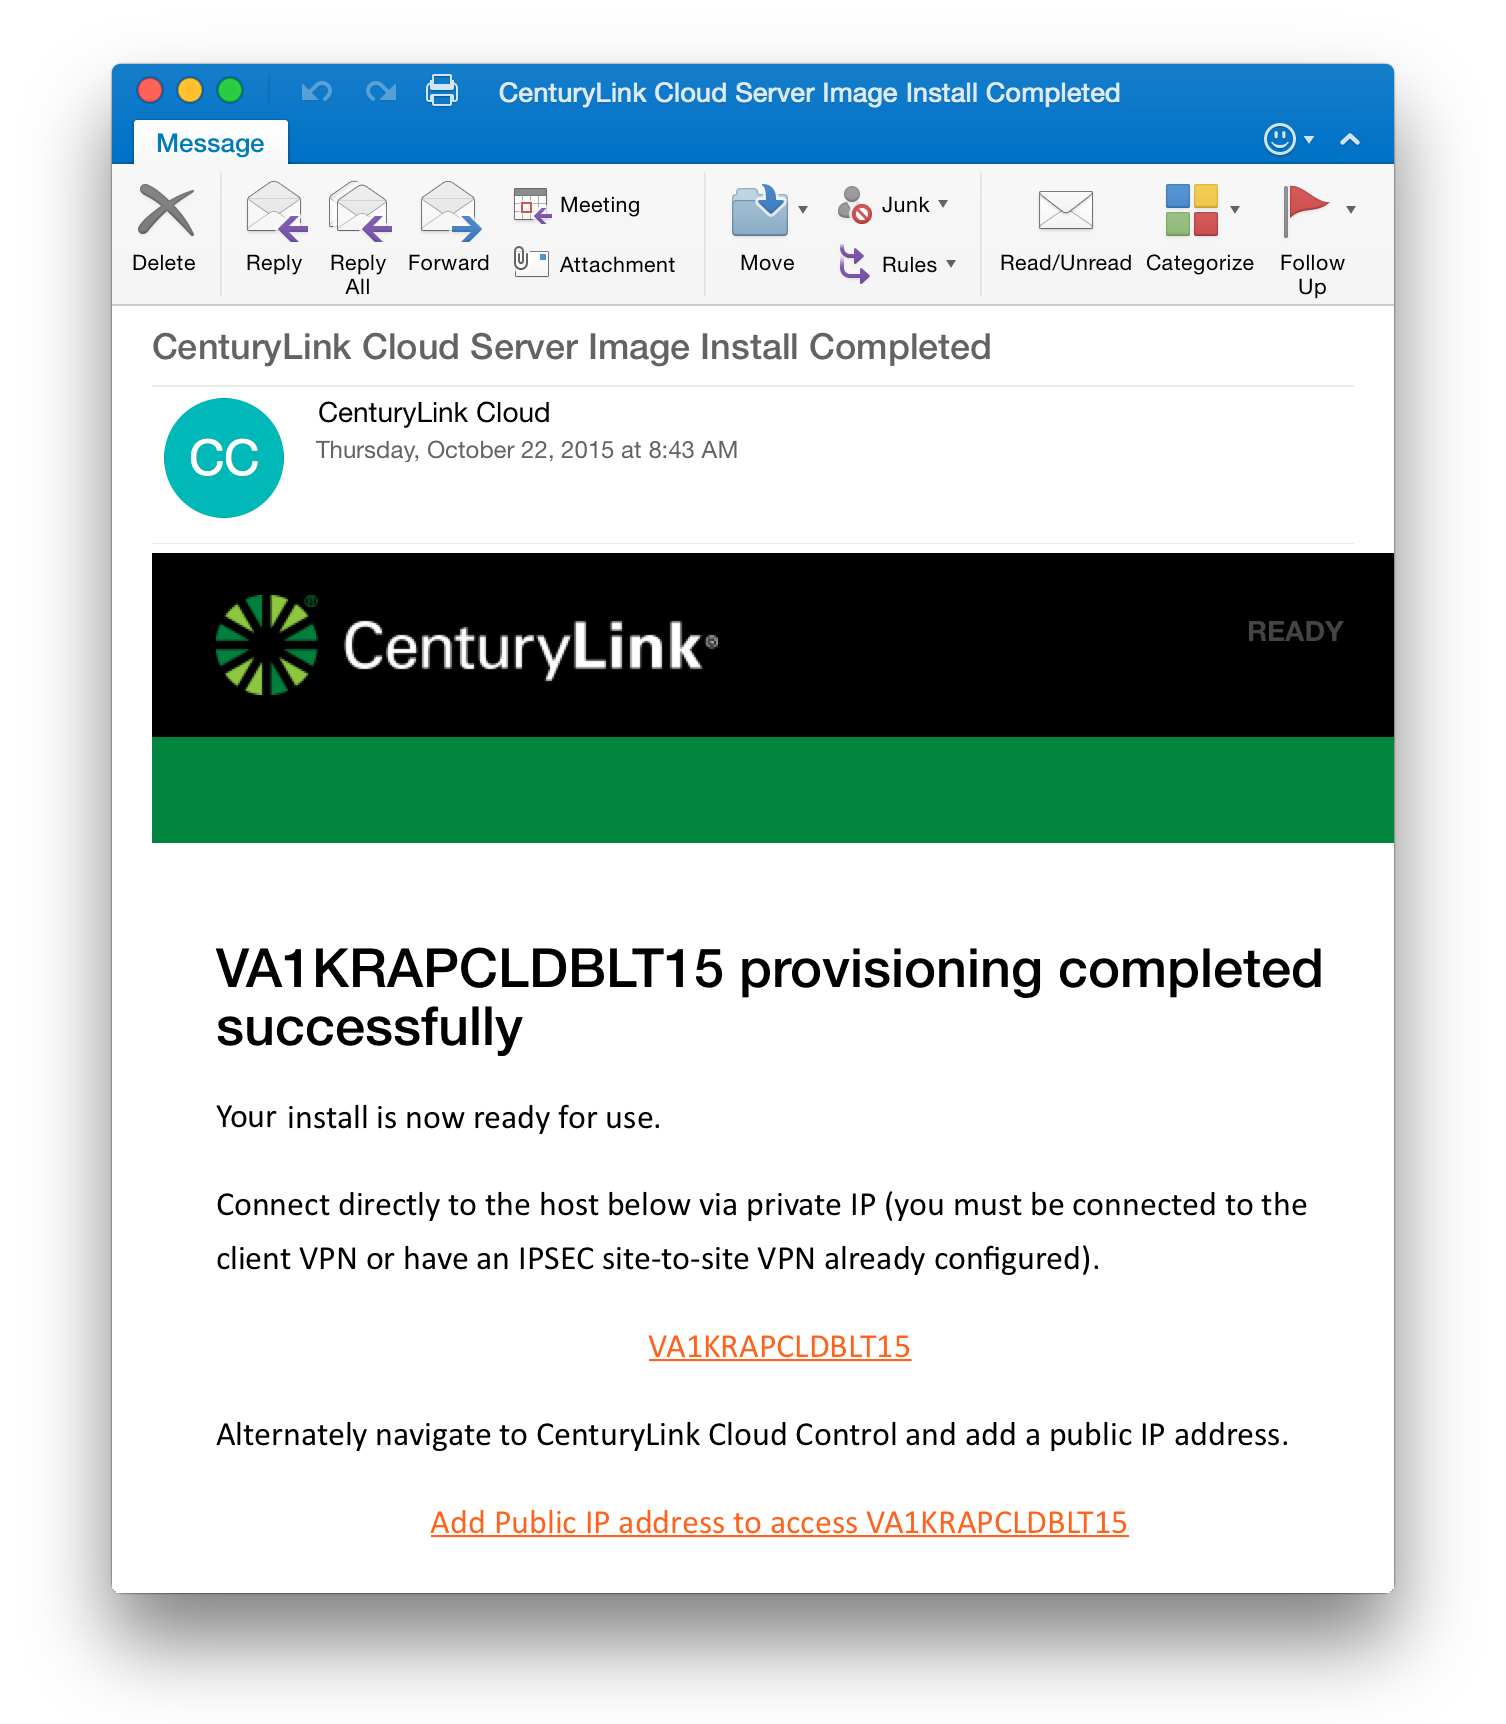 CenturyLink Cloud Server Image Install Completed
Message
Delete
Reply
Reply All
Forward
Meeting
Attachment
Move
Junk
Rules
Read/Unread
Categorize
Follow Up
CenturyLink Cloud Server Image Install Completed
CC
CenturyLink Cloud
Thursday, October 22, 2015 at 8:43 AM
CenturyLink®
READY
VA1KRAPCLDBLT15 provisioning completed
successfully
Your install is now ready for use.
Connect directly to the host below via private IP (you must be connected to the
client VPN or have an IPSEC site-to-site VPN already configured).
VA1KRAPCLDBLT15
Alternately navigate to CenturyLink Cloud Control and add a public IP address.
Add Public IP address to access VA1KRAPCLDBLT15